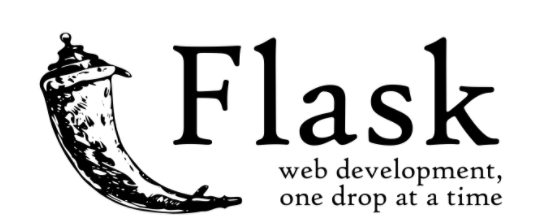 Flask
web development,
one drop at a time